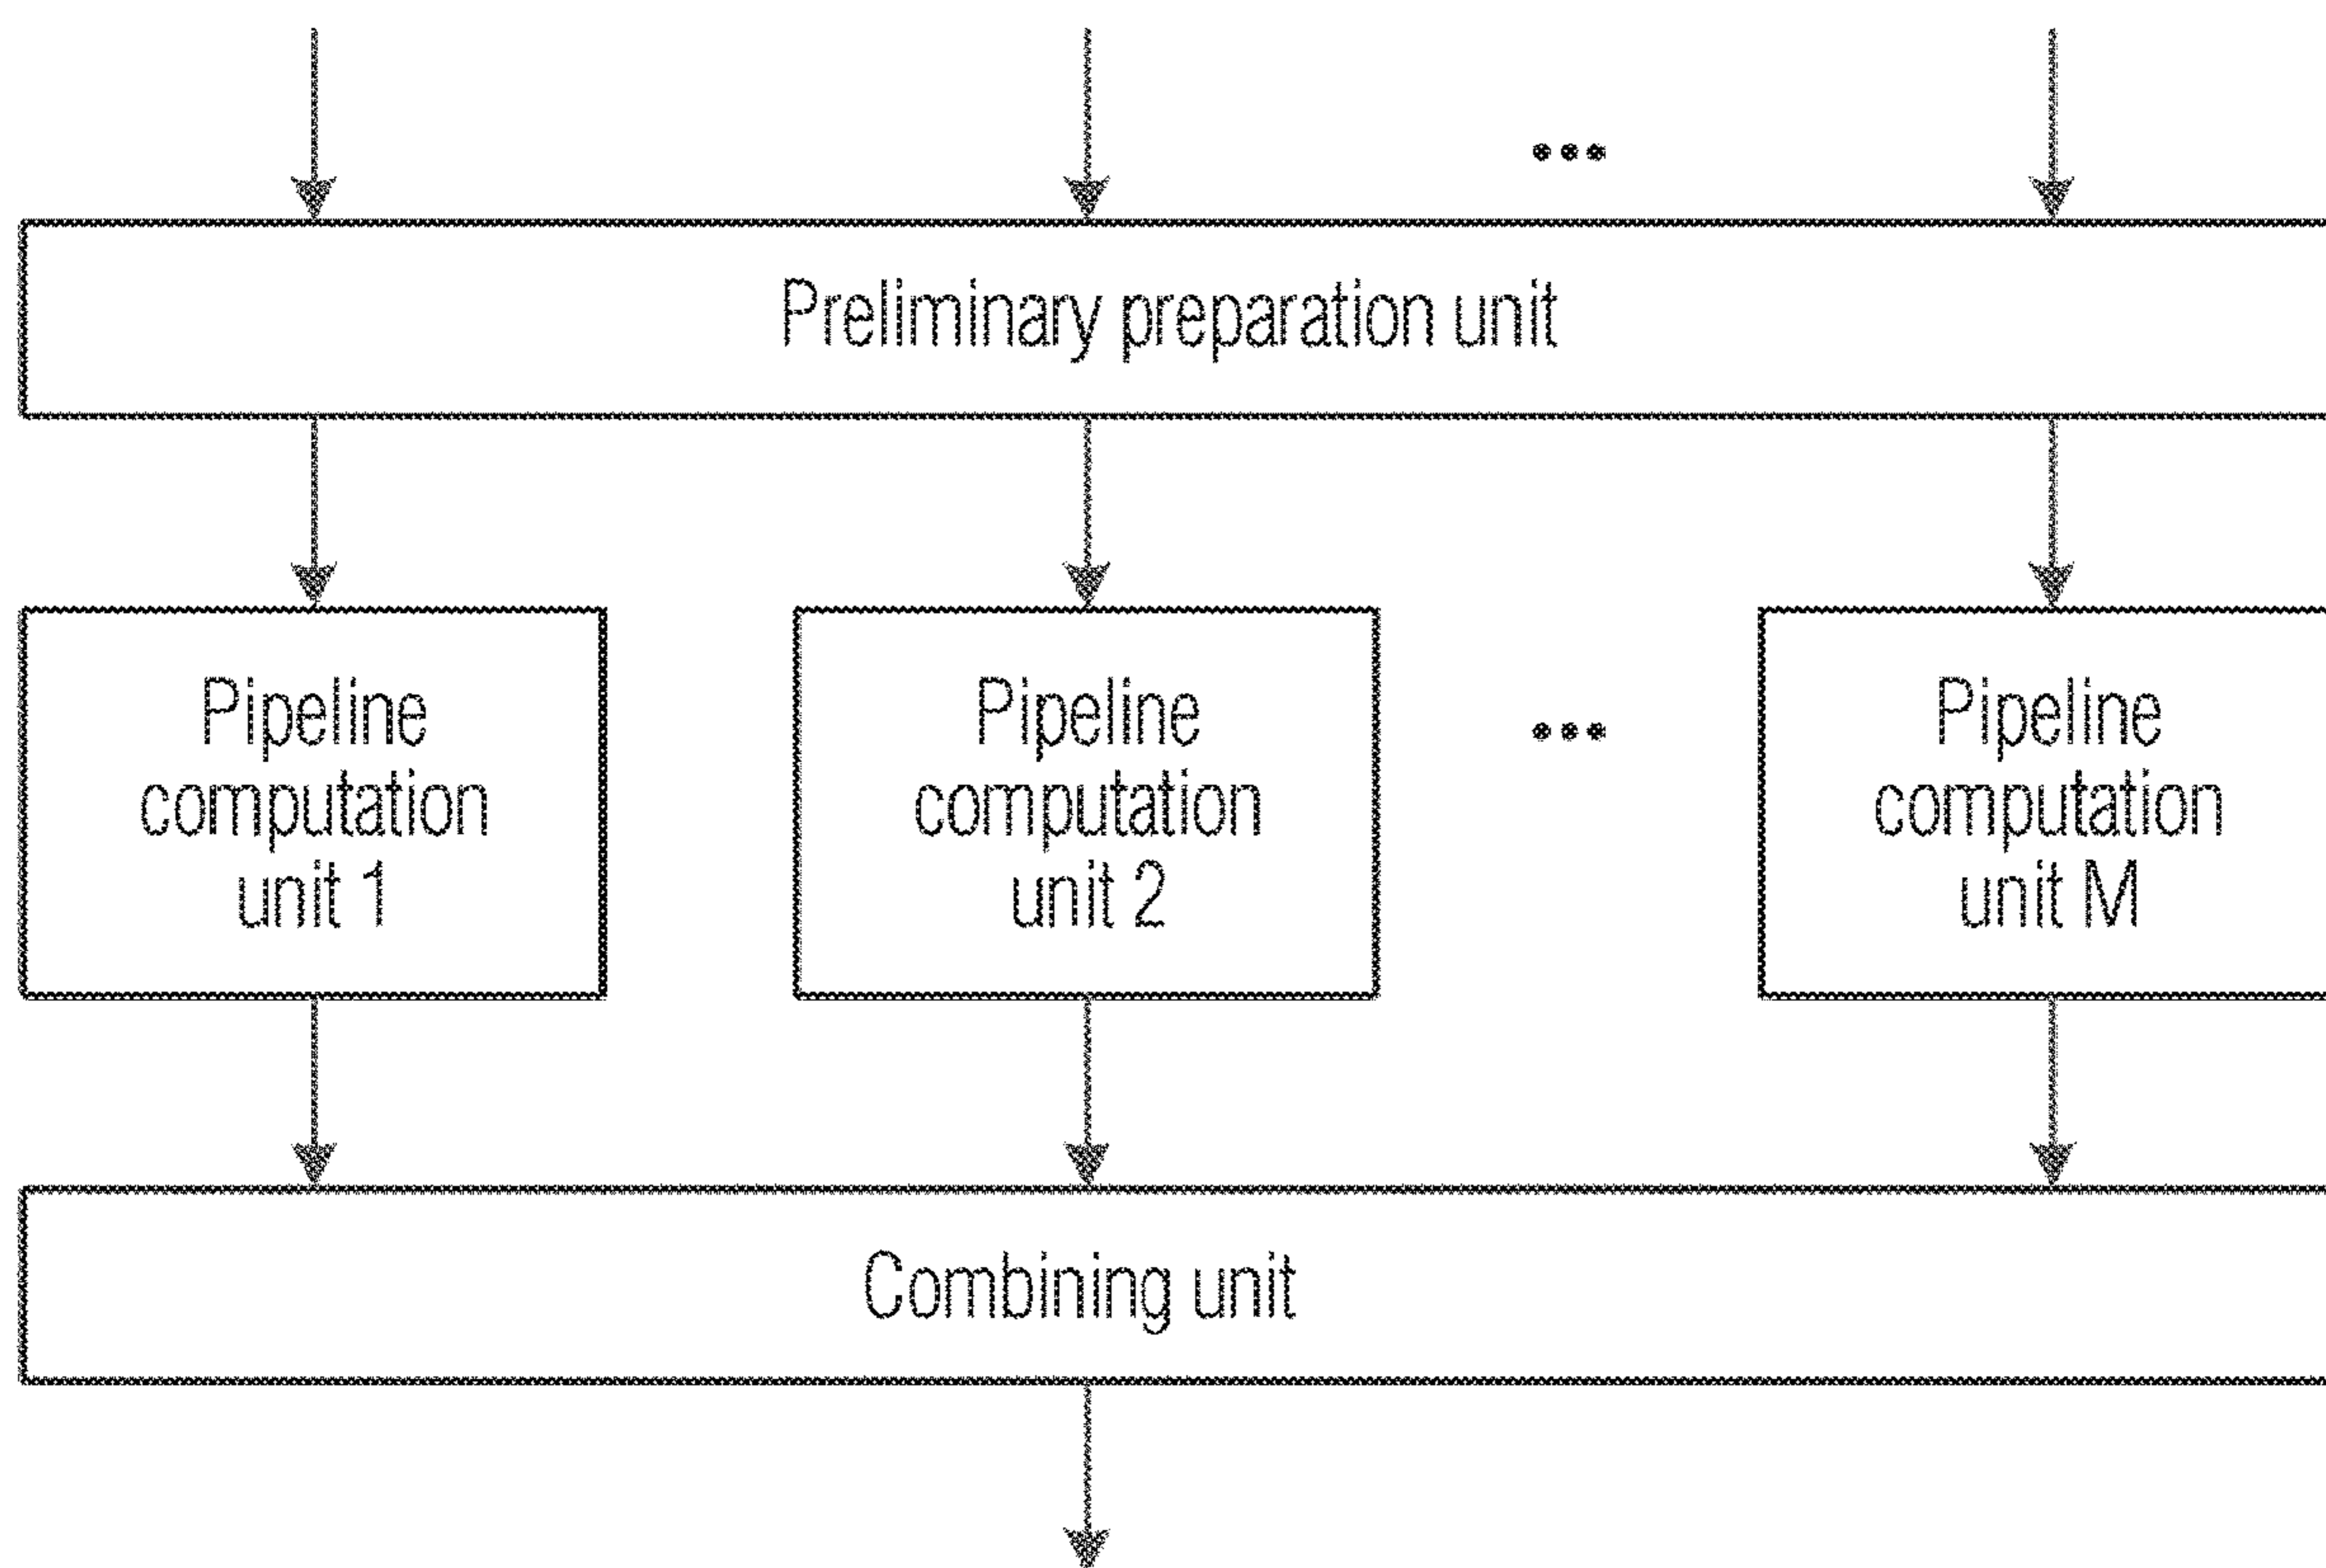 ...
Preliminary preparation unit
Pipeline
computation
unit 1
Pipeline
computation
unit 2
...
Pipeline
computation
unit M
Combining unit